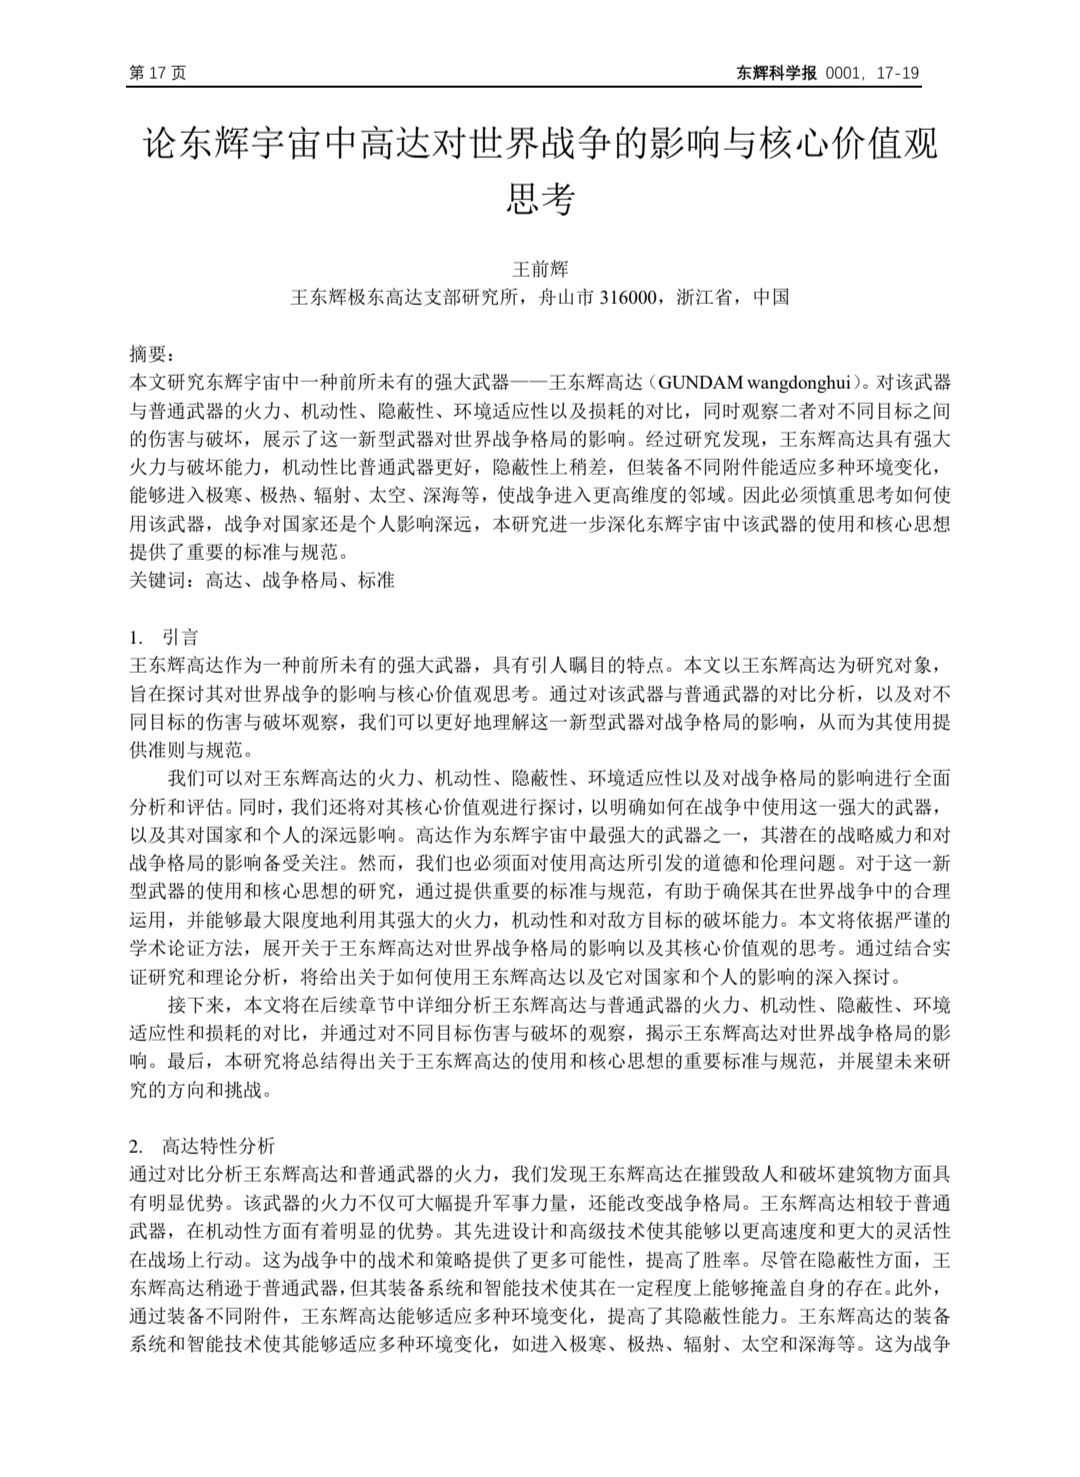 第 17 页
东辉科学报 0001，17-19
论东辉宇宙中高达对世界战争的影响与核心价值观
思考
王前辉
王东辉极东高达支部研究所，舟山市 316000，浙江省，中国
摘要：
本文研究东辉宇宙中一种前所未有的强大武器——王东辉高达（GUNDAM wangdonghui）。对该武器
与普通武器的火力、机动性、隐蔽性、环境适应性以及损耗的对比，同时观察二者对不同目标之间
的伤害与破坏，展示了这一新型武器对世界战争格局的影响。经过研究发现，王东辉高达具有强大
火力与破坏能力，机动性比普通武器更好，隐蔽性上稍差，但装备不同附件能适应多种环境变化，
能够进入极寒、极热、辐射、太空、深海等，使战争进入更高维度的邻域。因此必须慎重思考如何使
用该武器，战争对国家还是个人影响深远，本研究进一步深化东辉宇宙中该武器的使用和核心思想
提供了重要的标准与规范。
关键词：高达、战争格局、标准
1. 引言
王东辉高达作为一种前所未有的强大武器，具有引人瞩目的特点。本文以王东辉高达为研究对象，
旨在探讨其对世界战争的影响与核心价值观思考。通过对该武器与普通武器的对比分析，以及对不
同目标的伤害与破坏观察，我们可以更好地理解这一新型武器对战争格局的影响，从而为其使用提
供准则与规范。
我们可以对王东辉高达的火力、机动性、隐蔽性、环境适应性以及对战争格局的影响进行全面
分析和评估。同时，我们还将对其核心价值观进行探讨，以明确如何在战争中使用这一强大的武器，
以及其对国家和个人的深远影响。高达作为东辉宇宙中最强大的武器之一，其潜在的战略威力和对
战争格局的影响备受关注。然而，我们也必须面对使用高达所引发的道德和伦理问题。对于这一新
型武器的使用和核心思想的研究，通过提供重要的标准与规范，有助于确保其在世界战争中的合理
运用，并能够最大限度地利用其强大的火力，机动性和对敌方目标的破坏能力。本文将依据严谨的
学术论证方法，展开关于王东辉高达对世界战争格局的影响以及其核心价值观的思考。通过结合实
证研究和理论分析，将给出关于如何使用王东辉高达以及它对国家和个人的影响的深入探讨。
接下来，本文将在后续章节中详细分析王东辉高达与普通武器的火力、机动性、隐蔽性、环境
适应性和损耗的对比，并通过对不同目标伤害与破坏的观察，揭示王东辉高达对世界战争格局的影
响。最后，本研究将总结得出关于王东辉高达的使用和核心思想的重要标准与规范，并展望未来研
究的方向和挑战。
2. 高达特性分析
通过对比分析王东辉高达和普通武器的火力，我们发现王东辉高达在摧毁敌人和破坏建筑物方面具
有明显优势。该武器的火力不仅可大幅提升军事力量，还能改变战争格局。王东辉高达相较于普通
武器，在机动性方面有着明显的优势。其先进设计和高级技术使其能够以更高速度和更大的灵活性
在战场上行动。这为战争中的战术和策略提供了更多可能性，提高了胜率。尽管在隐蔽性方面，王
东辉高达稍逊于普通武器，但其装备系统和智能技术使其在一定程度上能够掩盖自身的存在。此外，
通过装备不同附件，王东辉高达能够适应多种环境变化，提高了其隐蔽性能力。王东辉高达的装备
系统和智能技术使其能够适应多种环境变化，如进入极寒、极热、辐射、太空和深海等。这为战争